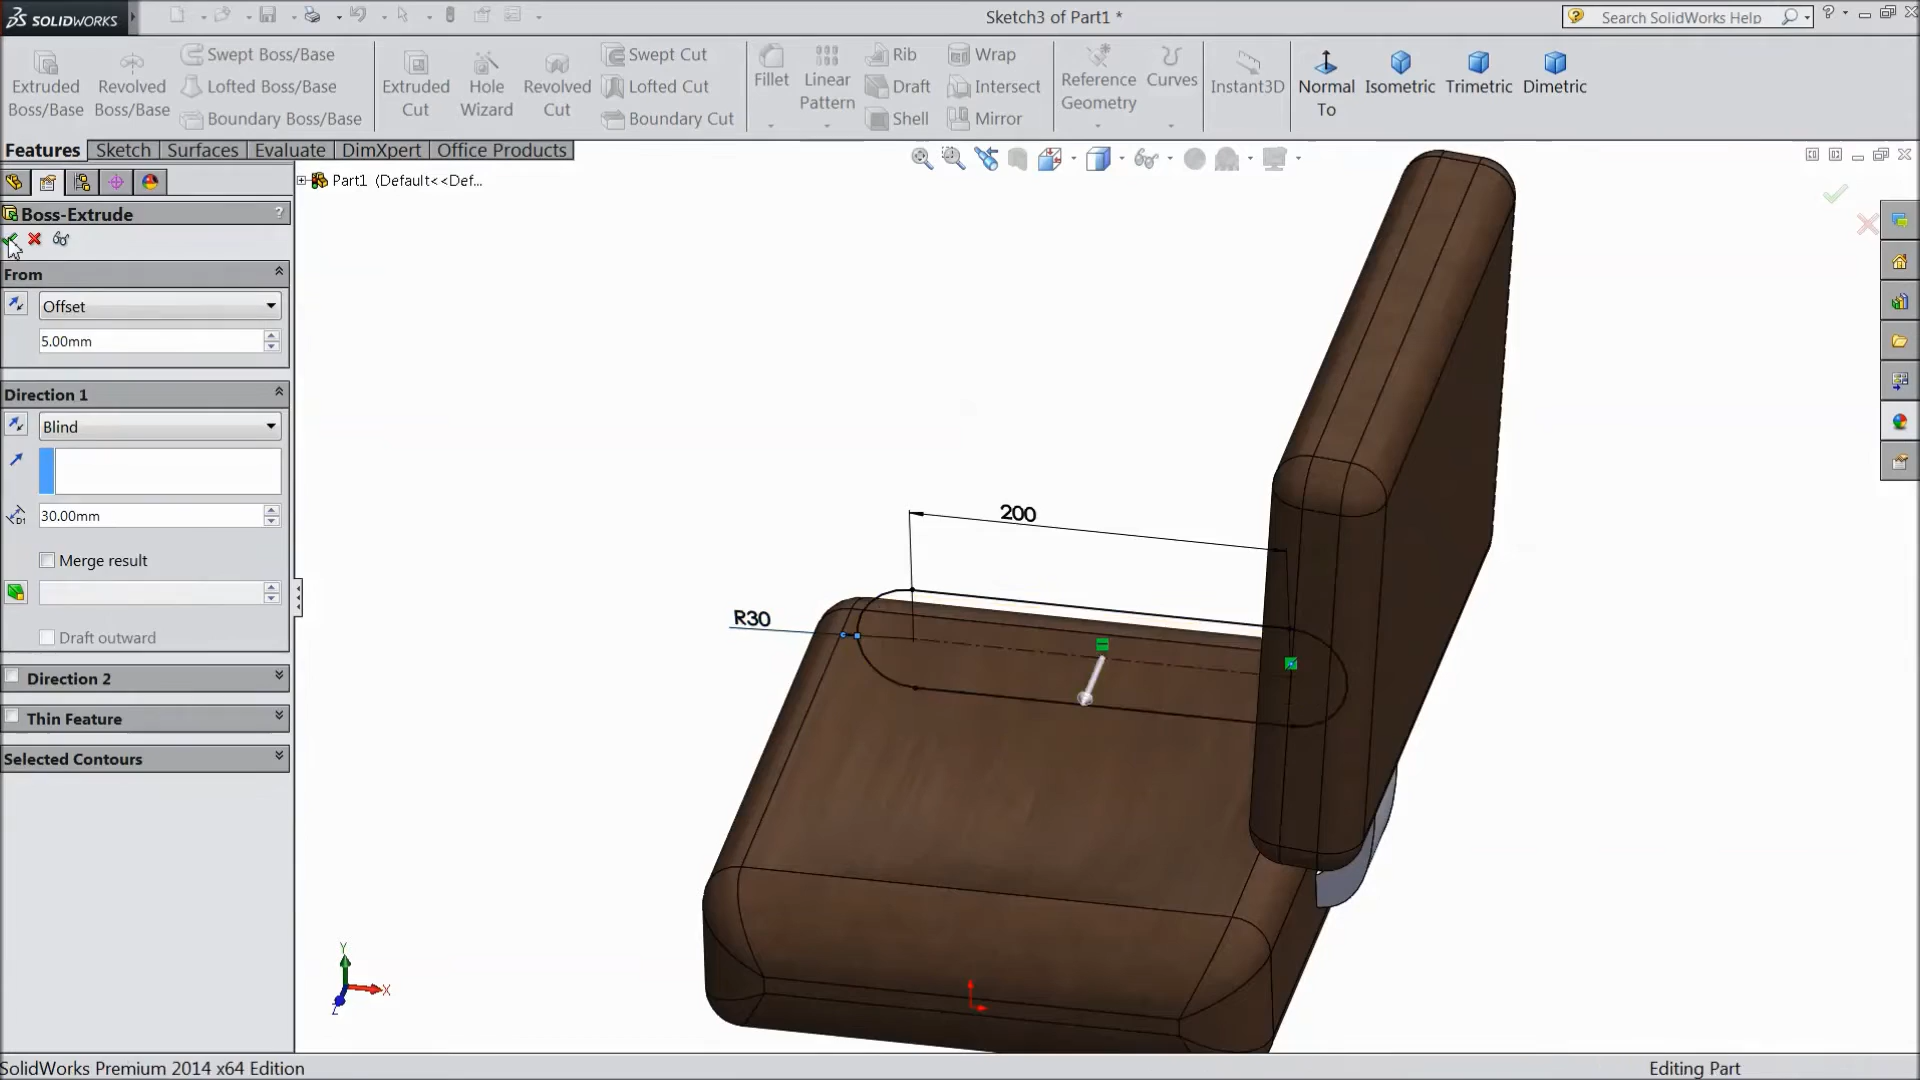 SOLIDWORKS
Sketch3 of Part1 *
Search SolidWorks Help
Extruded Boss/Base
Revolved Boss/Base
Swept Boss/Base
Lofted Boss/Base
Boundary Boss/Base
Extruded Cut
Hole Wizard
Revolved Cut
Swept Cut
Lofted Cut
Boundary Cut
Fillet
Linear Pattern
Rib
Draft
Shell
Wrap
Intersect
Mirror
Reference Geometry
Curves
Instant3D
Normal To
Isometric
Trimetric
Dimetric
Features
Sketch
Surfaces
Evaluate
DimXpert
Office Products
Part1 (Default<<Def...
Boss-Extrude
?
From
Offset
5.00mm
Direction 1
Blind
D1
30.00mm
Merge result
Draft outward
Direction 2
Thin Feature
Selected Contours
200
R30
Y
X
Z
SolidWorks Premium 2014 x64 Edition
Editing Part